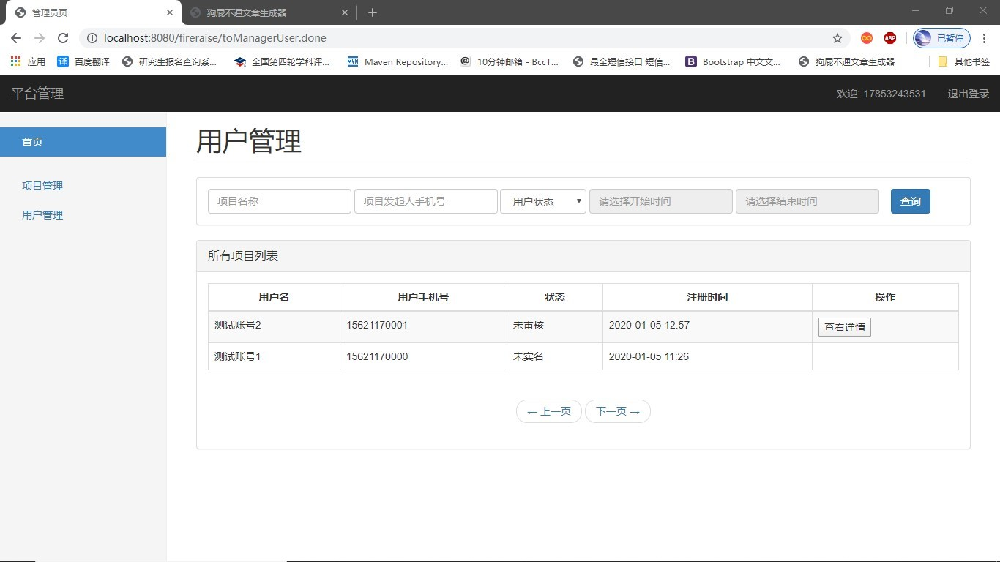 管理员页
狗屁不通文章生成器
localhost:8080/fireraise/toManagerUser.done
ABP
已暂停
应用
译 百度翻译
研究生报名查询系...
全国第四轮学科评...
MVN Maven Repository...
@ 10分钟邮箱 - BccT...
最全短信接口 短信...
B Bootstrap 中文文...
狗屁不通文章生成器
其他书签
平台管理
欢迎: 17853243531
退出登录
首页
项目管理
用户管理
用户管理
项目名称 项目发起人手机号 用户状态 请选择开始时间 请选择结束时间 查询
所有项目列表
用户名 用户手机号 状态 注册时间 操作
测试账号2 15621170001 未审核 2020-01-05 12:57 查看详情
测试账号1 15621170000 未实名 2020-01-05 11:26
← 上一页 下一页 →